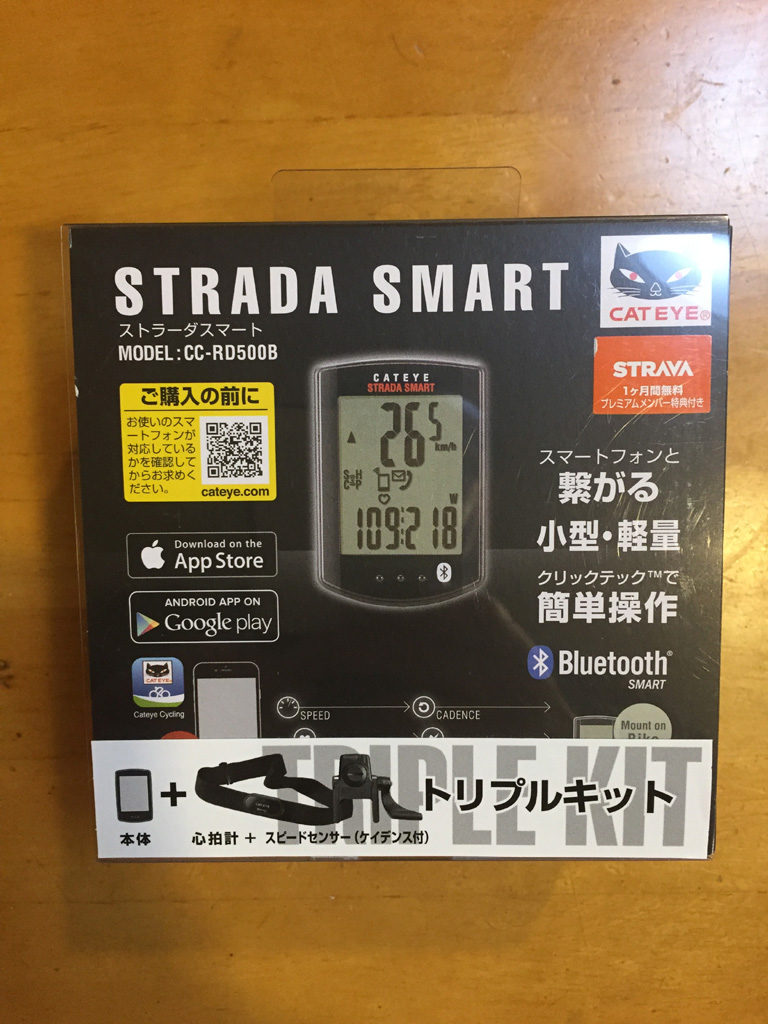 STRADA SMART
ストラーダスマート
MODEL:CC-RD500B
CAT EYE®
STRAVA
1ヶ月間無料
プレミアムメンバー特典付き
ご購入の前に
お使いのスマ
ートフォンが
対応している
かを確認して
からお求めく
ださい。
cateye.com
CATEYE
STRADA SMART
26.5
km/h
S H
C P
W
109:218
スマートフォンと
繋がる
小型・軽量
クリックテック™で
簡単操作
Download on the
App Store
ANDROID APP ON
Google play
Bluetooth®
SMART
CAT EYE
Cateye Cycling
SPEED
CADENCE
Mount on
Bike
TRIPLE KIT
トリプルキット
+
本体
心拍計 + スピードセンサー(ケイデンス付)